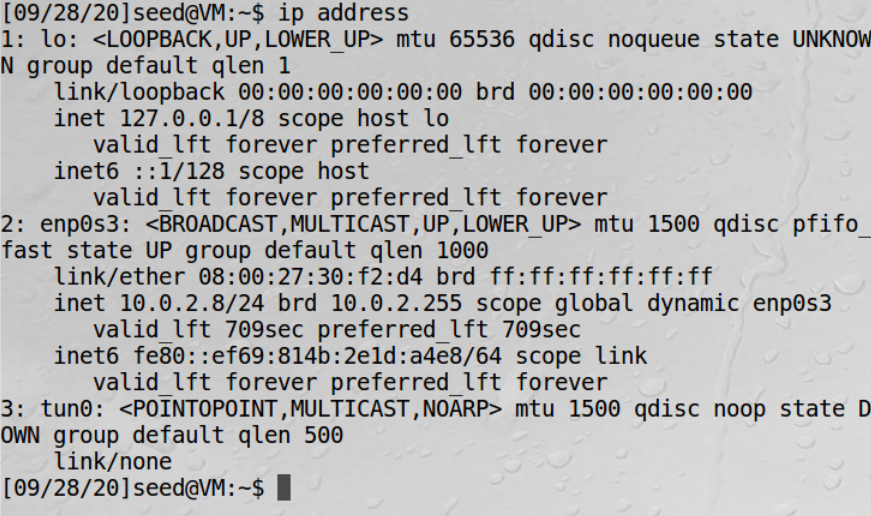 [09/28/20]seed@VM:~$ ip address
1: lo: <LOOPBACK,UP,LOWER_UP> mtu 65536 qdisc noqueue state UNKNOW
N group default qlen 1
    link/loopback 00:00:00:00:00:00 brd 00:00:00:00:00:00
    inet 127.0.0.1/8 scope host lo
       valid_lft forever preferred_lft forever
    inet6 ::1/128 scope host
       valid_lft forever preferred_lft forever
2: enp0s3: <BROADCAST,MULTICAST,UP,LOWER_UP> mtu 1500 qdisc pfifo_
fast state UP group default qlen 1000
    link/ether 08:00:27:30:f2:d4 brd ff:ff:ff:ff:ff:ff
    inet 10.0.2.8/24 brd 10.0.2.255 scope global dynamic enp0s3
       valid_lft 709sec preferred_lft 709sec
    inet6 fe80::ef69:814b:2e1d:a4e8/64 scope link
       valid_lft forever preferred_lft forever
3: tun0: <POINTOPOINT,MULTICAST,NOARP> mtu 1500 qdisc noop state D
OWN group default qlen 500
    link/none
[09/28/20]seed@VM:~$